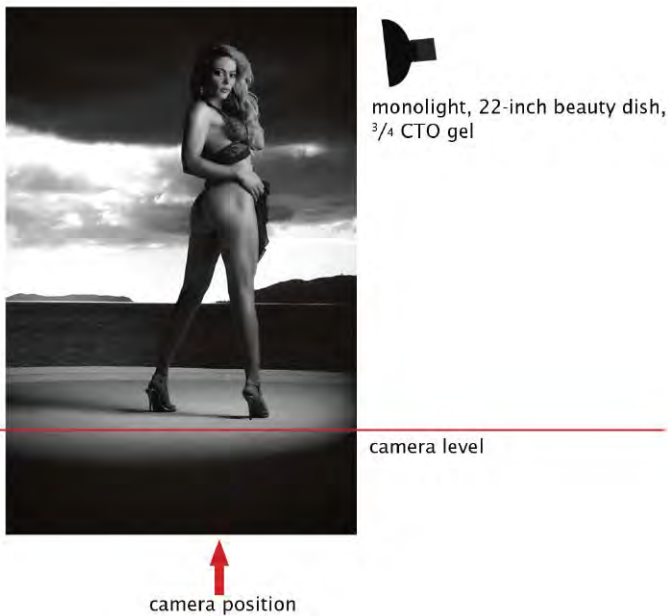 monolight, 22-inch beauty dish,
3/4 CTO gel
camera level
camera position